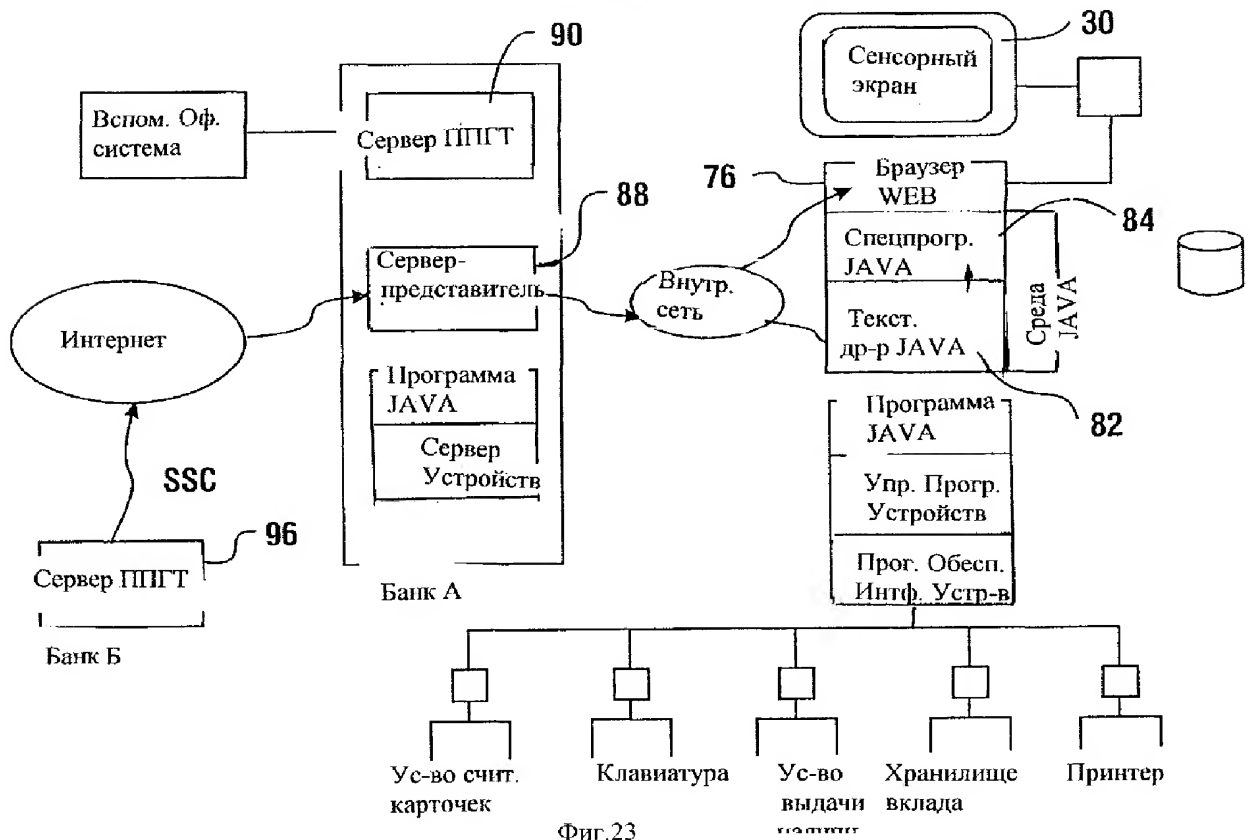 90
30
Сенсорный
экран
Вспом. Оф.
система
Сервер ППГТ
76
Браузер
WEB
88
84
Спецпрогр.
JAVA
Сервер-
представитель
Внутр.
сеть
Среда
JAVA
Интернет
Текст.
др-р JAVA
Программа
JAVA
82
Программа
JAVA
Сервер
Устройств
SSC
Упр. Прогр.
Устройств
96
Сервер ППГТ
Прог. Обесп.
Интф. Устр-в
Банк А
Банк Б
Ус-во счит.
карточек
Клавиатура
Ус-во
выдачи
Хранилище
вклада
Принтер
Фиг.23